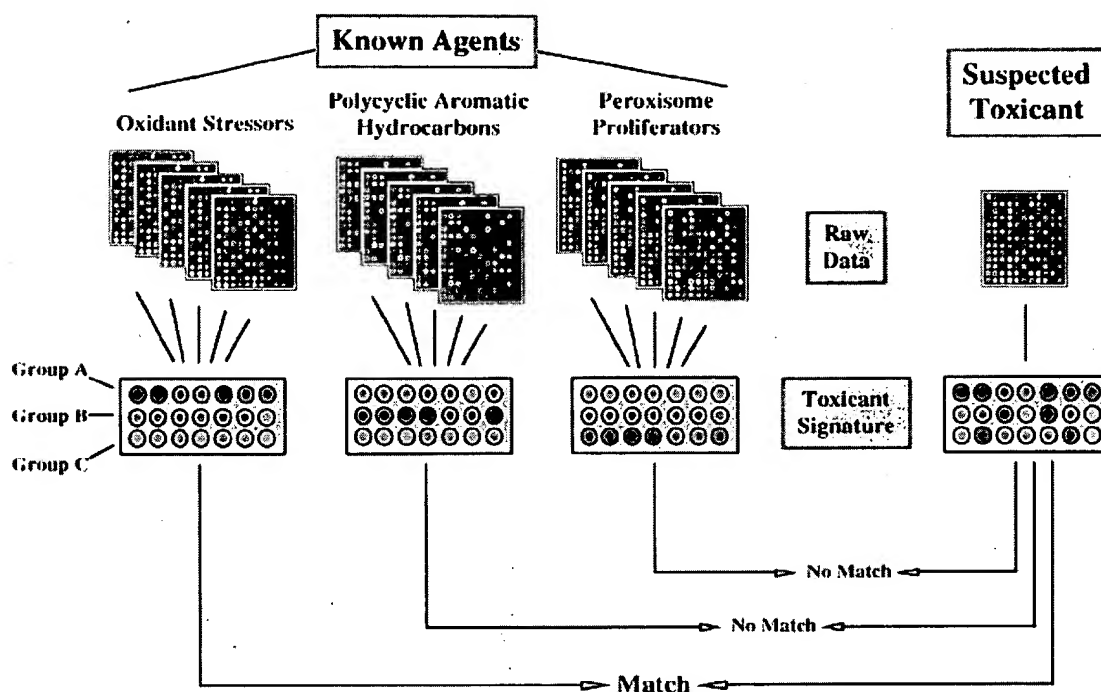 Known Agents
Suspected
Toxicant
Oxidant Stressors
Polycyclic Aromatic
Hydrocarbons
Peroxisome
Proliferators
Raw
Data
Group A
Group B
Group C
Toxicant
Signature
No Match
No Match
Match